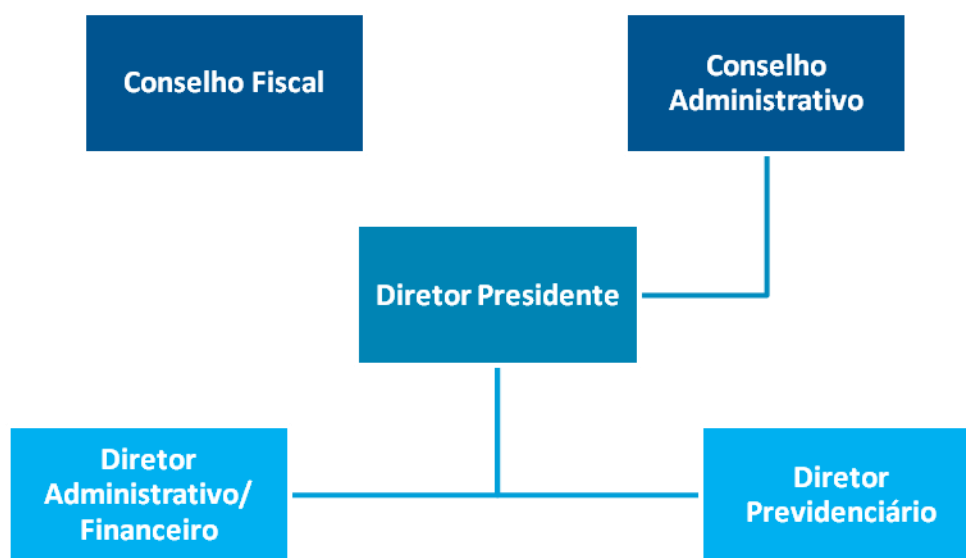 Conselho Fiscal
Conselho
Administrativo
Diretor Presidente
Diretor
Administrativo/
Financeiro
Diretor
Previdenciário